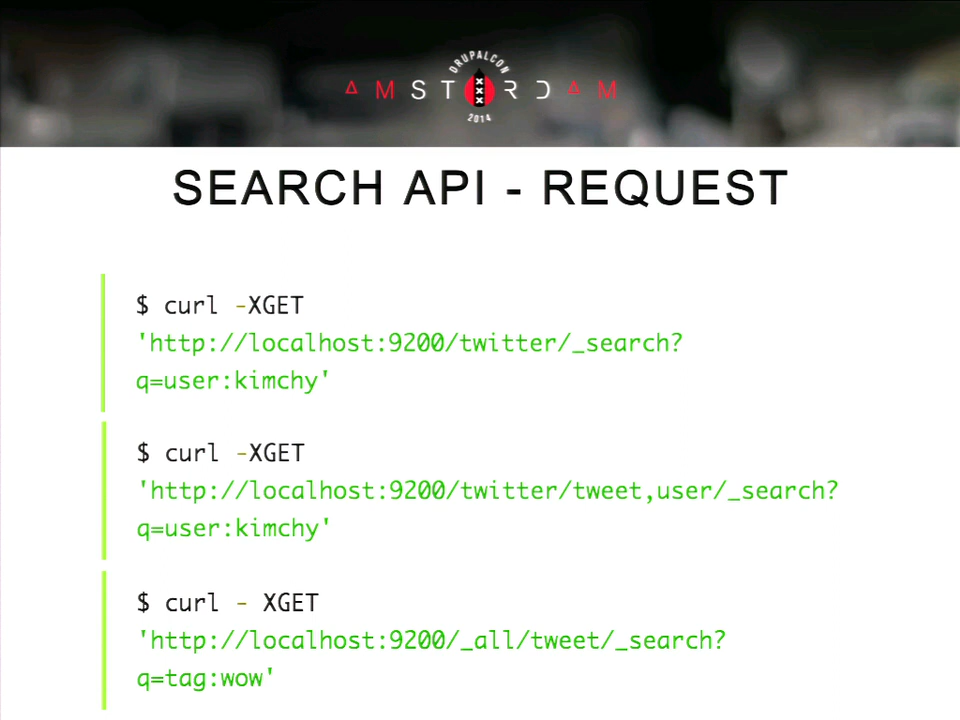 DRUPALCON
AMSTERDAM
2014
SEARCH API - REQUEST
$ curl -XGET
'http://localhost:9200/twitter/_search?
q=user:kimchy'
$ curl -XGET
'http://localhost:9200/twitter/tweet,user/_search?
q=user:kimchy'
$ curl - XGET
'http://localhost:9200/_all/tweet/_search?
q=tag:wow'